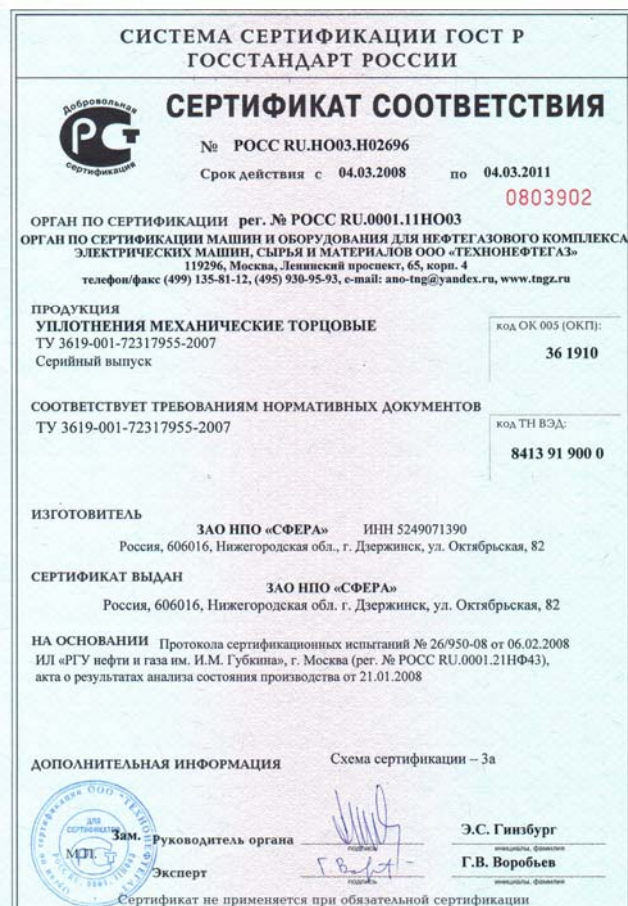 СИСТЕМА СЕРТИФИКАЦИИ ГОСТ Р
ГОССТАНДАРТ РОССИИ
Добровольная
сертификация
СЕРТИФИКАТ СООТВЕТСТВИЯ
№ РОСС RU.НО03.Н02696
Срок действия с 04.03.2008 по 04.03.2011
0803902
ОРГАН ПО СЕРТИФИКАЦИИ рег. № РОСС RU.0001.11НО03
ОРГАН ПО СЕРТИФИКАЦИИ МАШИН И ОБОРУДОВАНИЯ ДЛЯ НЕФТЕГАЗОВОГО КОМПЛЕКСА
ЭЛЕКТРИЧЕСКИХ МАШИН, СЫРЬЯ И МАТЕРИАЛОВ ООО «ТЕХНОНЕФТЕГАЗ»
119296, Москва, Ленинский проспект, 65, корп. 4
телефон/факс (499) 135-81-12, (495) 930-95-93, e-mail: ano-tng@yandex.ru, www.tngz.ru
ПРОДУКЦИЯ
УПЛОТНЕНИЯ МЕХАНИЧЕСКИЕ ТОРЦОВЫЕ
ТУ 3619-001-72317955-2007
Серийный выпуск
код ОК 005 (ОКП):
36 1910
СООТВЕТСТВУЕТ ТРЕБОВАНИЯМ НОРМАТИВНЫХ ДОКУМЕНТОВ
ТУ 3619-001-72317955-2007
код ТН ВЭД:
8413 91 900 0
ИЗГОТОВИТЕЛЬ
ЗАО НПО «СФЕРА» ИНН 5249071390
Россия, 606016, Нижегородская обл., г. Дзержинск, ул. Октябрьская, 82
СЕРТИФИКАТ ВЫДАН
ЗАО НПО «СФЕРА»
Россия, 606016, Нижегородская обл. г. Дзержинск, ул. Октябрьская, 82
НА ОСНОВАНИИ Протокола сертификационных испытаний № 26/950-08 от 06.02.2008
ИЛ «РГУ нефти и газа им. И.М. Губкина», г. Москва (рег. № РОСС RU.0001.21НФ43),
акта о результатах анализа состояния производства от 21.01.2008
ДОПОЛНИТЕЛЬНАЯ ИНФОРМАЦИЯ Схема сертификации – 3а
ДЛЯ
СЕРТИФИКАТОВ
М.П.
Зам. Руководитель органа
подпись
Э.С. Гинзбург
инициалы, фамилия
Эксперт
подпись
Г.В. Воробьев
инициалы, фамилия
Сертификат не применяется при обязательной сертификации